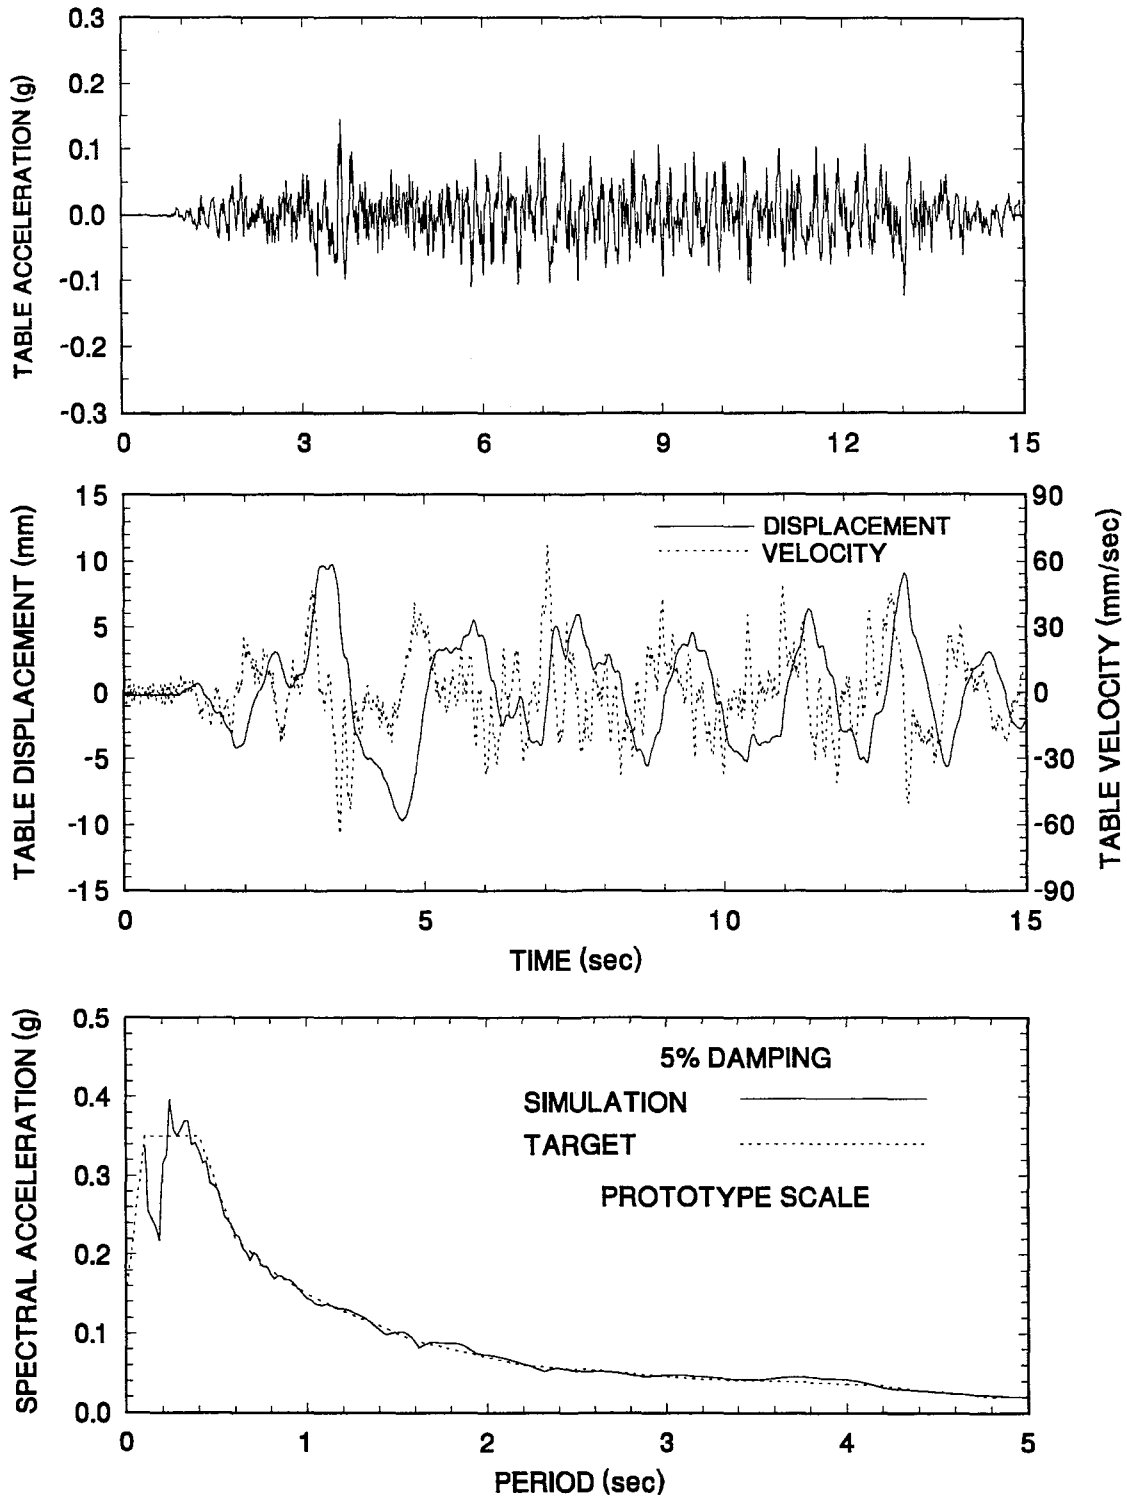 TABLE ACCELERATION (g)
0.3
0.2
0.1
0.0
-0.1
-0.2
-0.3
0 3 6 9 12 15
TABLE DISPLACEMENT (mm)
15
10
5
0
-5
-10
-15
DISPLACEMENT
VELOCITY
90
60
30
0
-30
-60
-90
TABLE VELOCITY (mm/sec)
0 5 10 15
TIME (sec)
SPECTRAL ACCELERATION (g)
0.5
0.4
0.3
0.2
0.1
0.0
5% DAMPING
SIMULATION
TARGET
PROTOTYPE SCALE
0 1 2 3 4 5
PERIOD (sec)